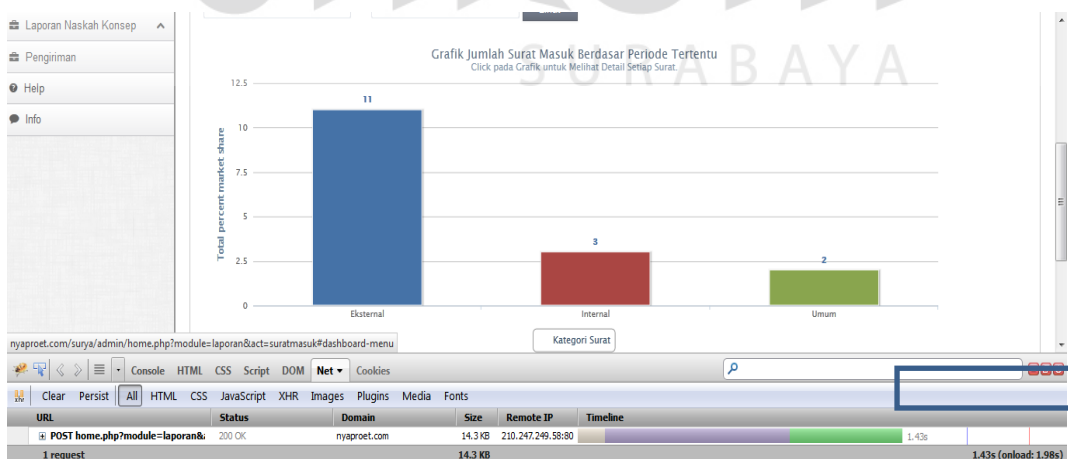 Laporan Naskah Konsep
Pengiriman
Help
Info
SURABAYA
Grafik Jumlah Surat Masuk Berdasar Periode Tertentu
Click pada Grafik untuk Melihat Detail Setiap Surat.
Total percent market share
12.5
10
7.5
5
2.5
0
11
3
2
Eksternal Internal Umum
Kategori Surat
nyaproet.com/surya/admin/home.php?module=laporan&act=suratmasuk#dashboard-menu
Console HTML CSS Script DOM Net Cookies
Clear Persist All HTML CSS JavaScript XHR Images Plugins Media Fonts
URL Status Domain Size Remote IP Timeline
POST home.php?module=laporan& 200 OK nyaproet.com 14.3 KB 210.247.249.58:80 1.43s
1 request 14.3 KB 1.43s (onload: 1.98s)